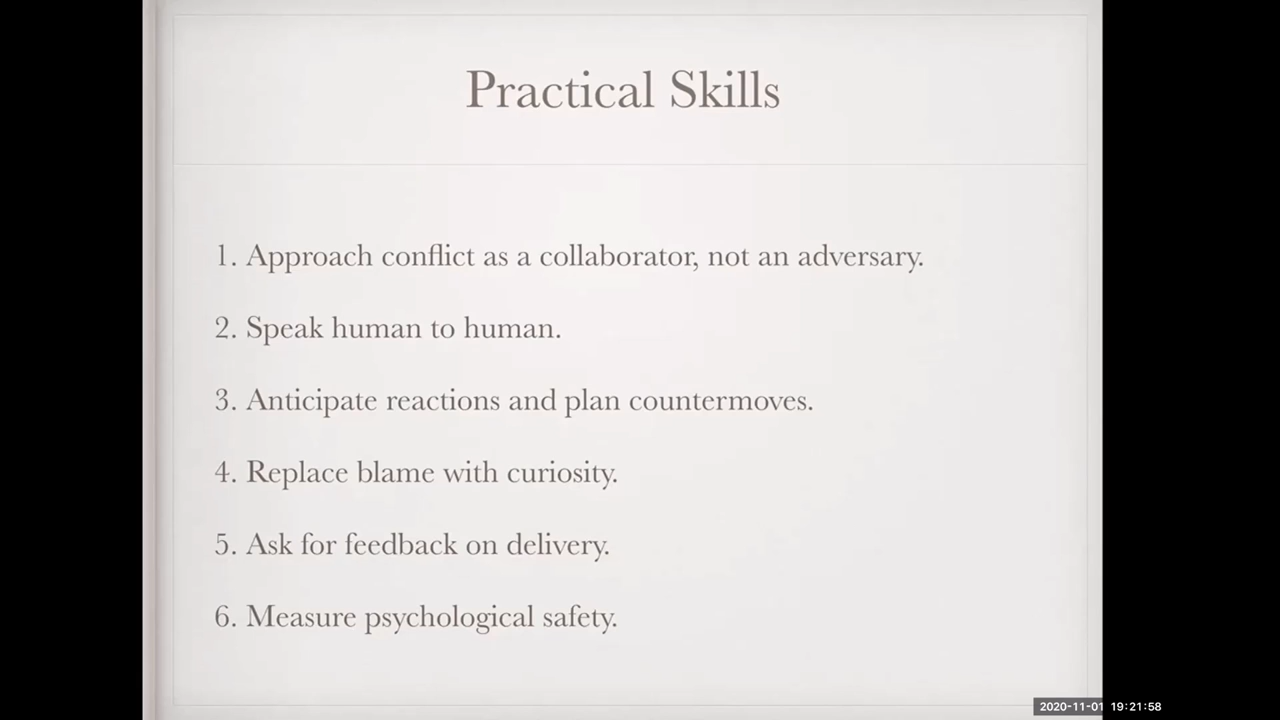 Practical Skills
1. Approach conflict as a collaborator, not an adversary.
2. Speak human to human.
3. Anticipate reactions and plan countermoves.
4. Replace blame with curiosity.
5. Ask for feedback on delivery.
6. Measure psychological safety.
2020-11-01 19:21:58